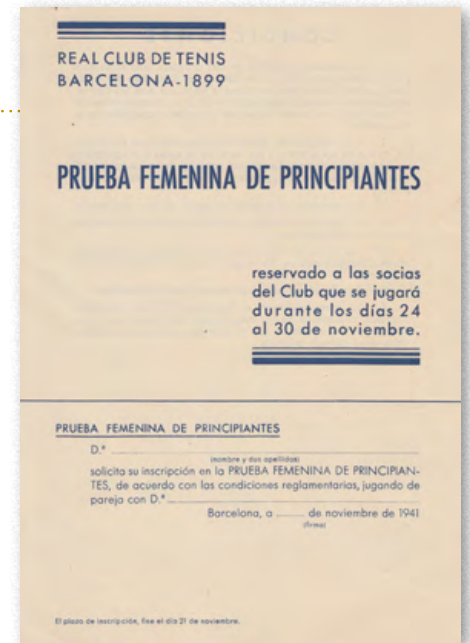 REAL CLUB DE TENIS
BARCELONA-1899
PRUEBA FEMENINA DE PRINCIPIANTES
reservado a las socias
del Club que se jugará
durante los días 24
al 30 de noviembre.
PRUEBA FEMENINA DE PRINCIPIANTES
D.ª
(nombre y dos apellidos)
solicita su inscripción en la PRUEBA FEMENINA DE PRINCIPIAN-
TES, de acuerdo con las condiciones reglamentarias, jugando de
pareja con D.ª
Barcelona, a ........ de noviembre de 1941
(firma)
El plazo de inscripción, fine el día 21 de noviembre.